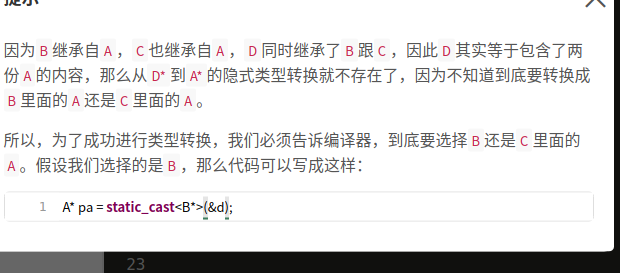 提示
因为 B 继承自 A ， C 也继承自 A ， D 同时继承了 B 跟 C ，因此 D 其实等于包含了两
份 A 的内容，那么从 D* 到 A* 的隐式类型转换就不存在了，因为不知道到底要转换成
B 里面的 A 还是 C 里面的 A 。
所以，为了成功进行类型转换，我们必须告诉编译器，到底要选择 B 还是 C 里面的
A 。假设我们选择的是 B ，那么代码可以写成这样：
1 A* pa = static_cast<B*>(&d);
23